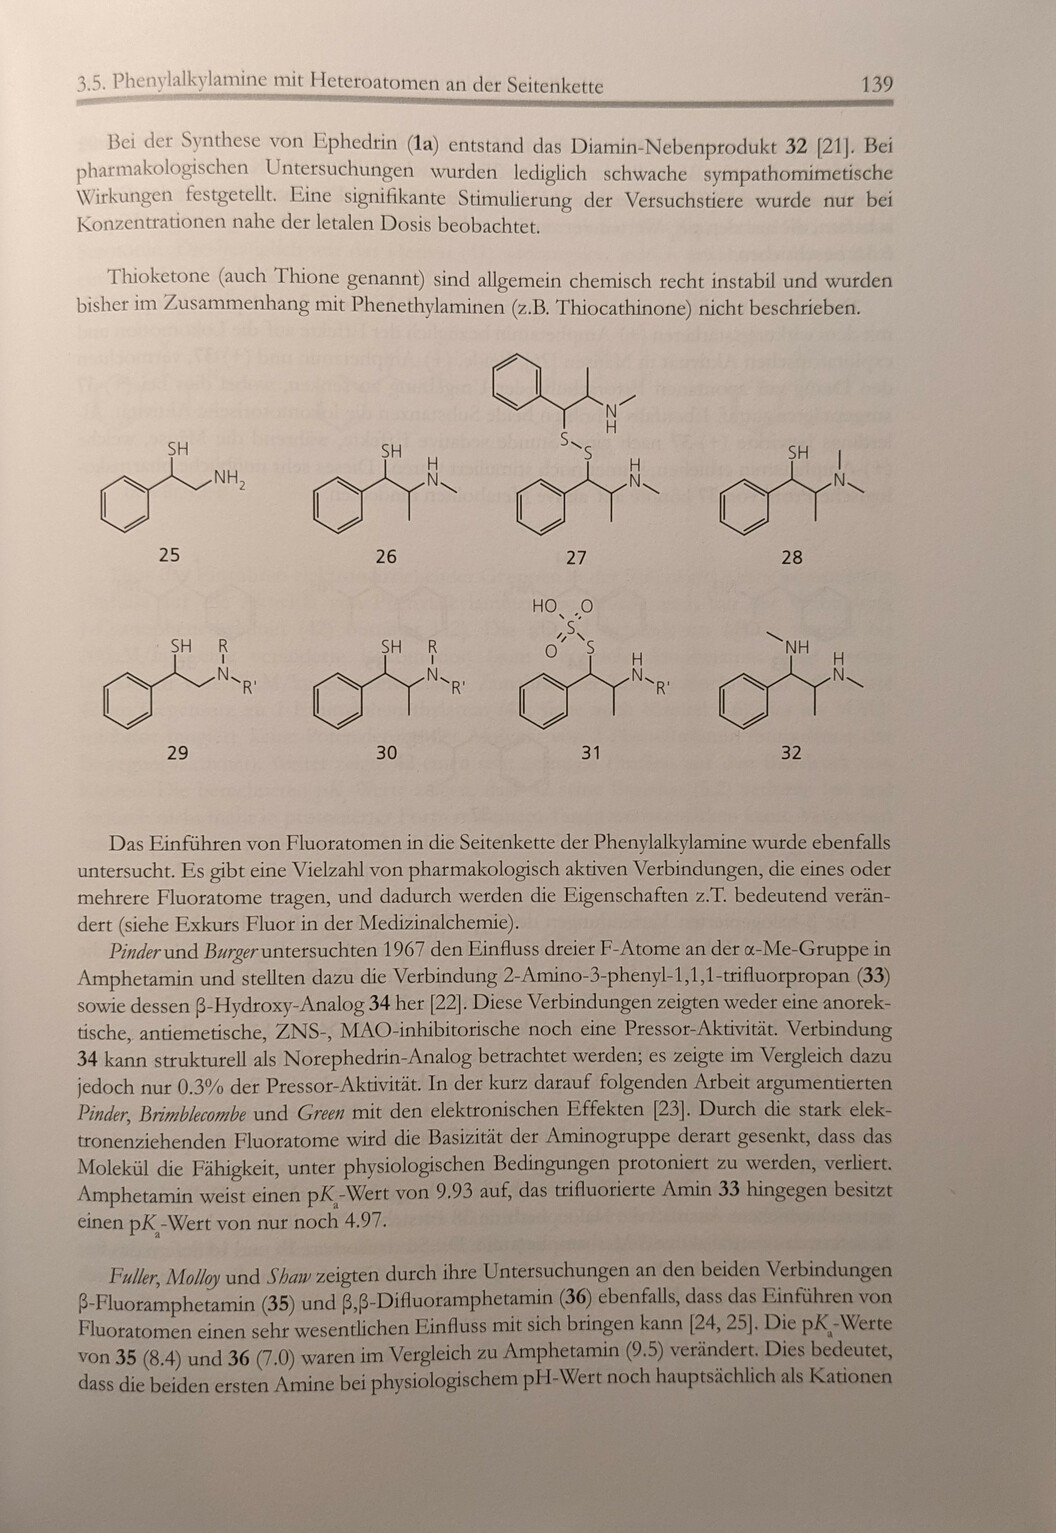 3.5. Phenylalkylamine mit Heteroatomen an der Seitenkette 139
Bei der Synthese von Ephedrin (1a) entstand das Diamin-Nebenprodukt 32 [21]. Bei
pharmakologischen Untersuchungen wurden lediglich schwache sympathomimetische
Wirkungen festgetellt. Eine signifikante Stimulierung der Versuchstiere wurde nur bei
Konzentrationen nahe der letalen Dosis beobachtet.
Thioketone (auch Thione genannt) sind allgemein chemisch recht instabil und wurden
bisher im Zusammenhang mit Phenethylaminen (z.B. Thiocathinone) nicht beschrieben.
N
H
S
S
SH
NH2
SH
H
N
H
N
SH
N
25 26 27 28
HO O
S
O S
SH R
N
R'
SH R
N
R'
H
N
R'
NH
H
N
29 30 31 32
Das Einführen von Fluoratomen in die Seitenkette der Phenylalkylamine wurde ebenfalls
untersucht. Es gibt eine Vielzahl von pharmakologisch aktiven Verbindungen, die eines oder
mehrere Fluoratome tragen, und dadurch werden die Eigenschaften z.T. bedeutend verän-
dert (siehe Exkurs Fluor in der Medizinalchemie).
Pinder und Burger untersuchten 1967 den Einfluss dreier F-Atome an der α-Me-Gruppe in
Amphetamin und stellten dazu die Verbindung 2-Amino-3-phenyl-1,1,1-trifluorpropan (33)
sowie dessen β-Hydroxy-Analog 34 her [22]. Diese Verbindungen zeigten weder eine anorek-
tische, antiemetische, ZNS-, MAO-inhibitorische noch eine Pressor-Aktivität. Verbindung
34 kann strukturell als Norephedrin-Analog betrachtet werden; es zeigte im Vergleich dazu
jedoch nur 0.3% der Pressor-Aktivität. In der kurz darauf folgenden Arbeit argumentierten
Pinder, Brimblecombe und Green mit den elektronischen Effekten [23]. Durch die stark elek-
tronenziehenden Fluoratome wird die Basizität der Aminogruppe derart gesenkt, dass das
Molekül die Fähigkeit, unter physiologischen Bedingungen protoniert zu werden, verliert.
Amphetamin weist einen pKa-Wert von 9.93 auf, das trifluorierte Amin 33 hingegen besitzt
einen pKa-Wert von nur noch 4.97.
Fuller, Molloy und Shaw zeigten durch ihre Untersuchungen an den beiden Verbindungen
β-Fluoramphetamin (35) und β,β-Difluoramphetamin (36) ebenfalls, dass das Einführen von
Fluoratomen einen sehr wesentlichen Einfluss mit sich bringen kann [24, 25]. Die pKa-Werte
von 35 (8.4) und 36 (7.0) waren im Vergleich zu Amphetamin (9.5) verändert. Dies bedeutet,
dass die beiden ersten Amine bei physiologischem pH-Wert noch hauptsächlich als Kationen